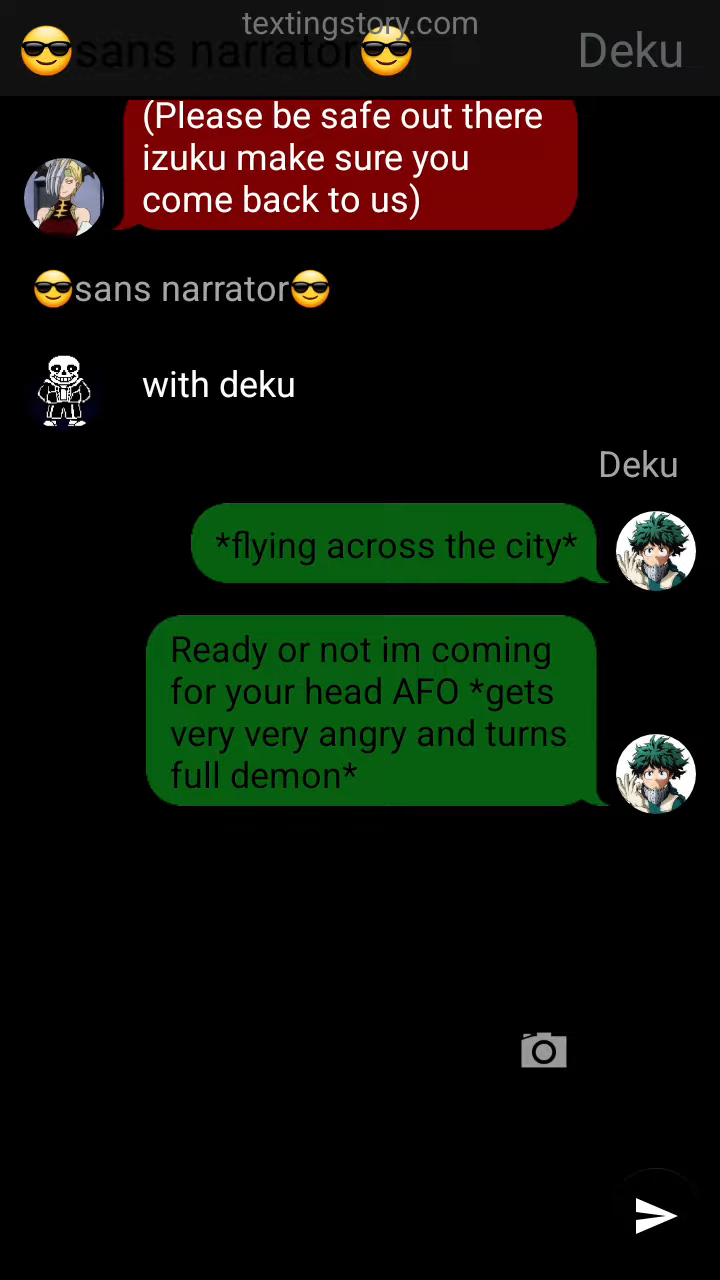 textingstory.com
😎sans narrator😎
Deku
(Please be safe out there
izuku make sure you
come back to us)
😎sans narrator😎
with deku
Deku
*flying across the city*
Ready or not im coming
for your head AFO *gets
very very angry and turns
full demon*